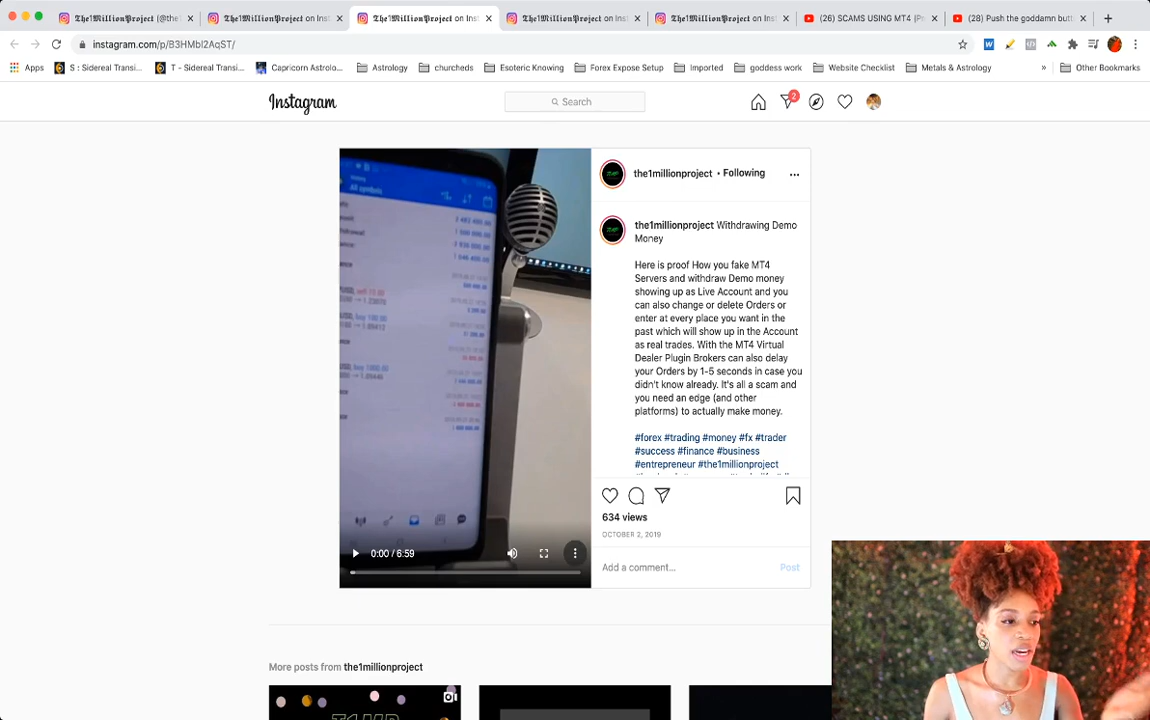 𝕿𝖍𝖊1𝕸𝖎𝖑𝖑𝖎𝖔𝖓𝕻𝖗𝖔𝖏𝖊𝖈𝖙 (@the
𝕿𝖍𝖊1𝕸𝖎𝖑𝖑𝖎𝖔𝖓𝕻𝖗𝖔𝖏𝖊𝖈𝖙 on Inst
𝕿𝖍𝖊1𝕸𝖎𝖑𝖑𝖎𝖔𝖓𝕻𝖗𝖔𝖏𝖊𝖈𝖙 on Inst
𝕿𝖍𝖊1𝕸𝖎𝖑𝖑𝖎𝖔𝖓𝕻𝖗𝖔𝖏𝖊𝖈𝖙 on Inst
𝕿𝖍𝖊1𝕸𝖎𝖑𝖑𝖎𝖔𝖓𝕻𝖗𝖔𝖏𝖊𝖈𝖙 on Inst
(26) SCAMS USING MT4 (P
(28) Push the goddamn butt
instagram.com/p/B3HMbl2AqST/
Apps
S : Sidereal Transi...
T - Sidereal Transi...
Capricorn Astrolo...
Astrology
churcheds
Esoteric Knowing
Forex Expose Setup
Imported
goddess work
Website Checklist
Metals & Astrology
»
Other Bookmarks
Instagram
Search
2
All symbols
the1millionproject • Following
the1millionproject Withdrawing Demo
Money
Here is proof How you fake MT4
Servers and withdraw Demo money
showing up as Live Account and you
can also change or delete Orders or
enter at every place you want in the
past which will show up in the Account
as real trades. With the MT4 Virtual
Dealer Plugin Brokers can also delay
your Orders by 1-5 seconds in case you
didn't know already. It's all a scam and
you need an edge (and other
platforms) to actually make money.
#forex #trading #money #fx #trader
#success #finance #business
#entrepreneur #the1millionproject
634 views
OCTOBER 2, 2019
0:00 / 6:59
Add a comment...
Post
More posts from the1millionproject